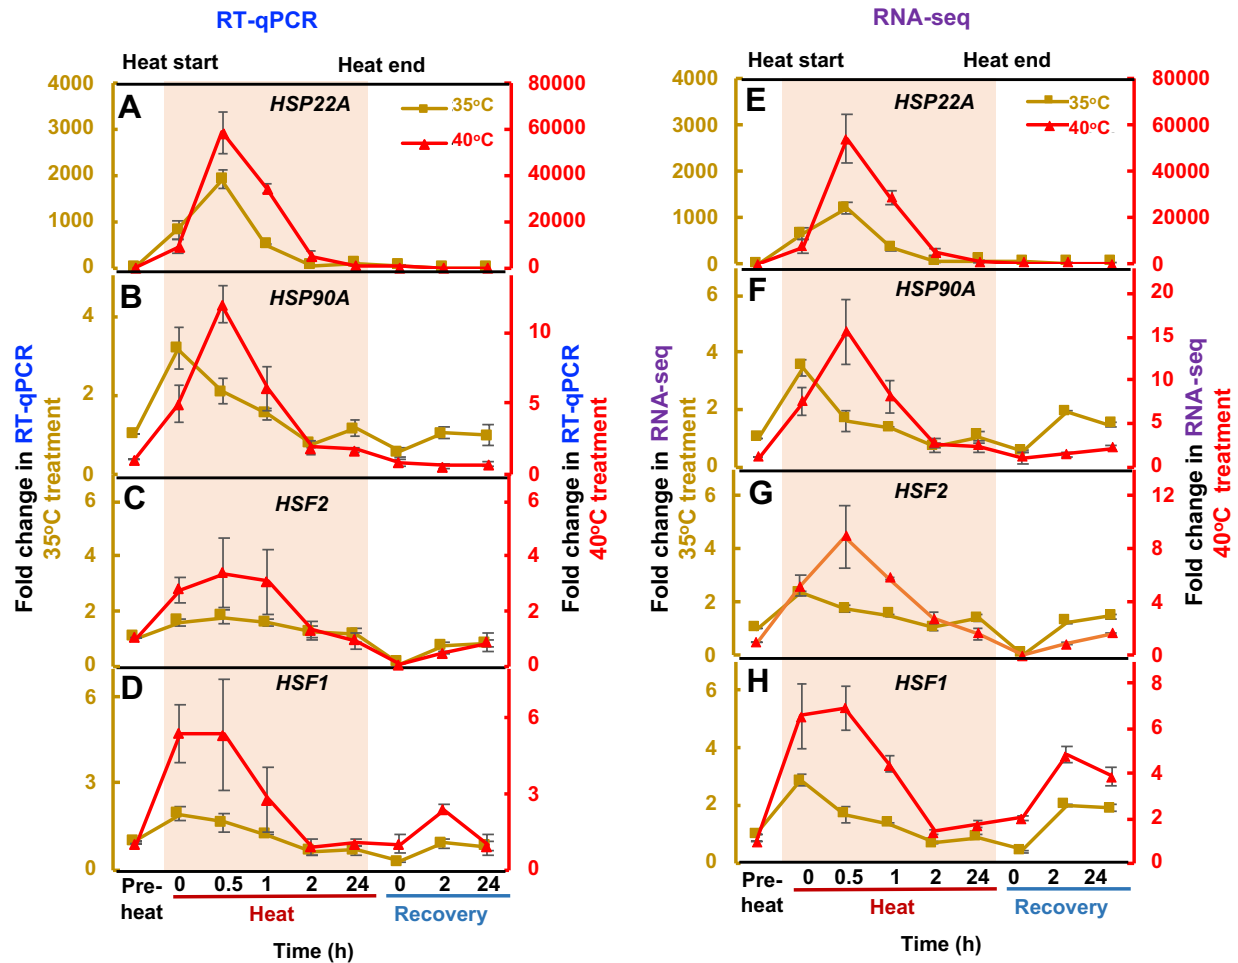 RT-qPCR
RNA-seq
Heat start
Heat end
Heat start
Heat end
A
HSP22A
35°C
40°C
4000
3000
2000
1000
0
80000
60000
40000
20000
0
E
HSP22A
35°C
40°C
4000
3000
2000
1000
0
80000
60000
40000
20000
0
B
HSP90A
4
2
0
10
5
0
F
HSP90A
6
4
2
0
20
15
10
5
0
C
HSF2
6
4
2
0
6
4
2
0
G
HSF2
6
4
2
0
12
8
4
0
D
HSF1
6
3
0
6
3
0
H
HSF1
6
4
2
0
8
6
4
2
0
Fold change in RT-qPCR
35°C treatment
Fold change in RT-qPCR
40°C treatment
Fold change in RNA-seq
35°C treatment
Fold change in RNA-seq
40°C treatment
Pre-
heat
0 0.5 1 2 24 0 2 24
Heat
Recovery
Time (h)
Pre-
heat
0 0.5 1 2 24 0 2 24
Heat
Recovery
Time (h)